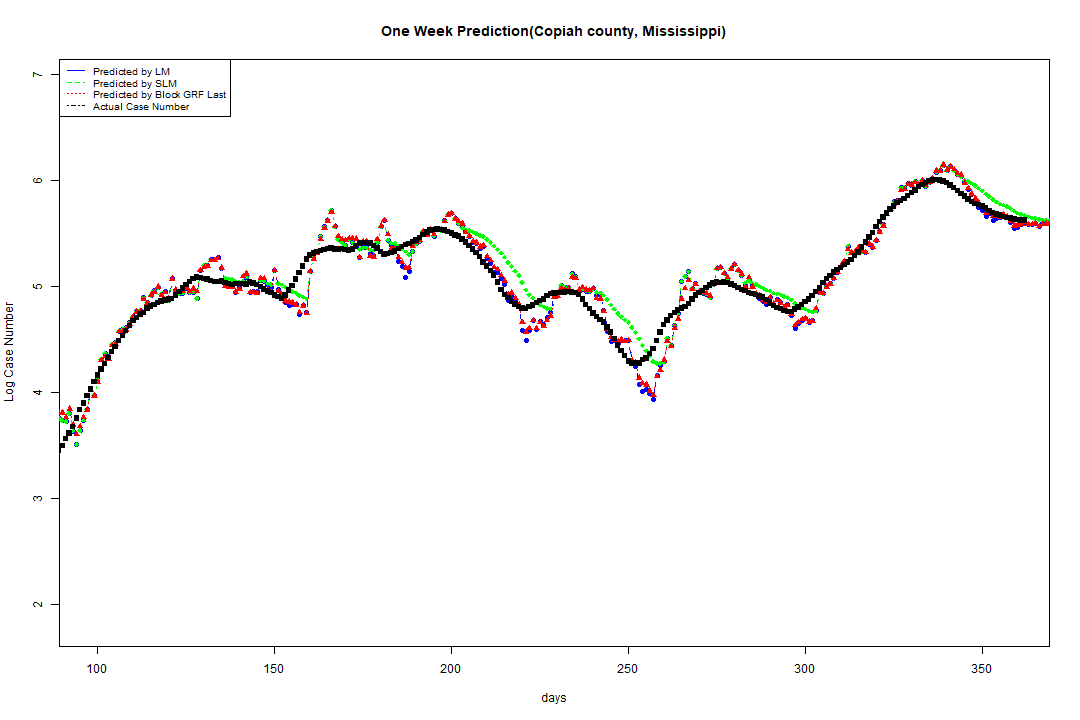 One Week Prediction(Copiah county, Mississippi)
Predicted by LM
Predicted by SLM
Predicted by Block GRF Last
Actual Case Number
7
6
5
4
3
2
Log Case Number
100 150 200 250 300 350
days